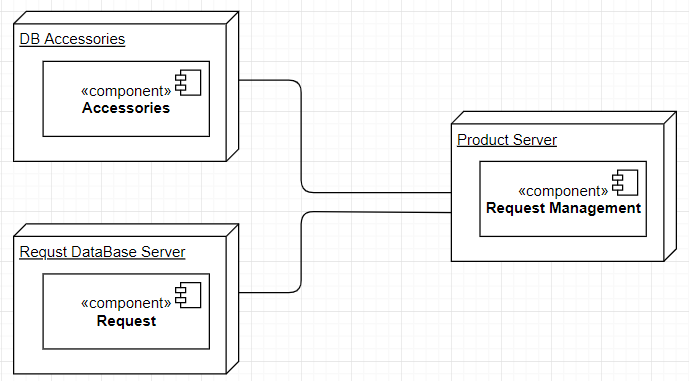 DB Accessories
«component»
Accessories
Product Server
«component»
Request Management
Requst DataBase Server
«component»
Request